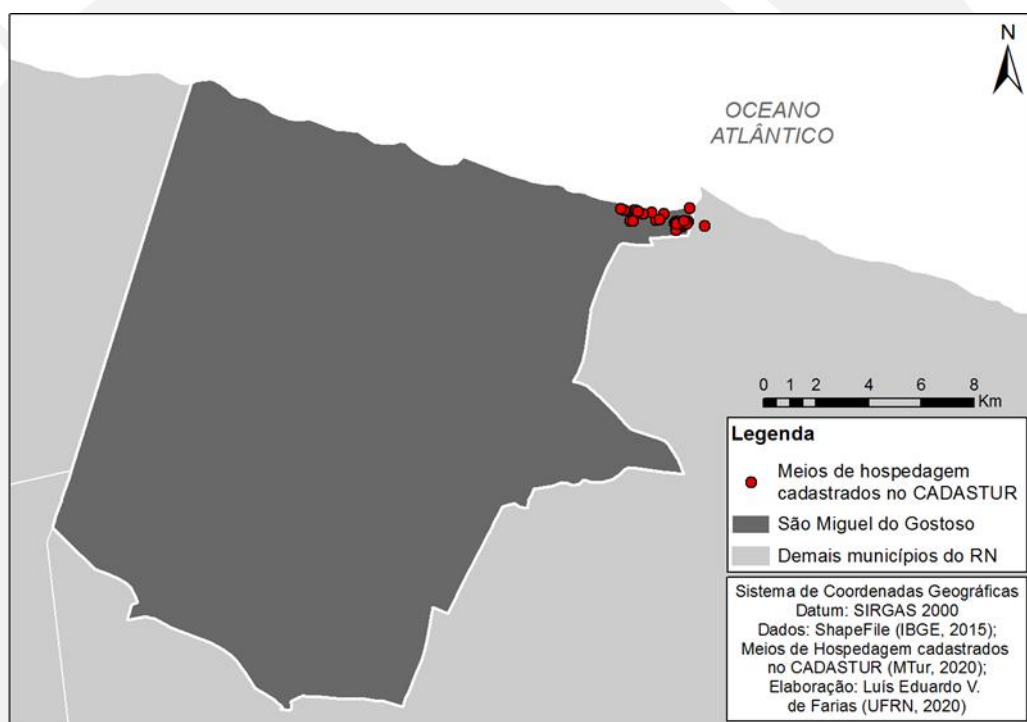 N
OCEANO
ATLÂNTICO
0 1 2 4 6 8
Km
Legenda
Meios de hospedagem
cadastrados no CADASTUR
São Miguel do Gostoso
Demais municípios do RN
Sistema de Coordenadas Geográficas
Datum: SIRGAS 2000
Dados: ShapeFile (IBGE, 2015);
Meios de Hospedagem cadastrados
no CADASTUR (MTur, 2020);
Elaboração: Luís Eduardo V.
de Farias (UFRN, 2020)